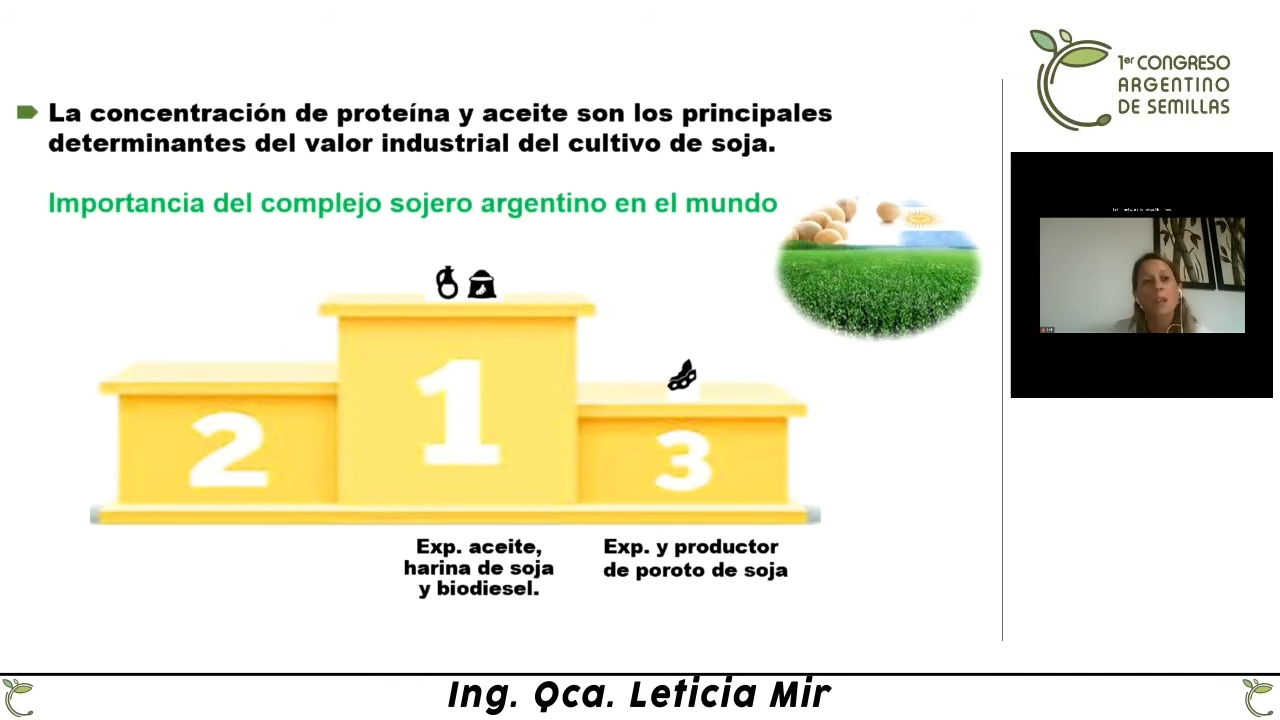 La concentración de proteína y aceite son los principales
determinantes del valor industrial del cultivo de soja.
Importancia del complejo sojero argentino en el mundo
2
1
3
Exp. aceite,
harina de soja
y biodiesel.
Exp. y productor
de poroto de soja
1er CONGRESO
ARGENTINO
DE SEMILLAS
Ing. Qca. Leticia Mir